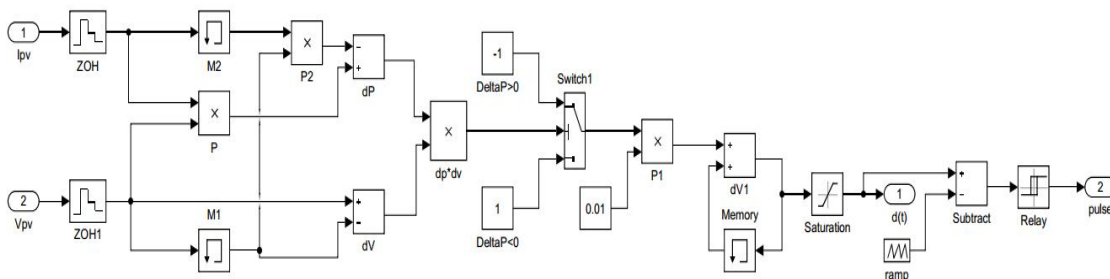 1
Ipv
ZOH
M2
X
P2
X
P
-
+
dP
2
Vpv
ZOH1
M1
+
-
dV
X
dp*dv
-1
DeltaP>0
Switch1
1
DeltaP<0
0.01
X
P1
+
+
dV1
Memory
Saturation
1
d(t)
ramp
+
-
Subtract
Relay
2
pulse